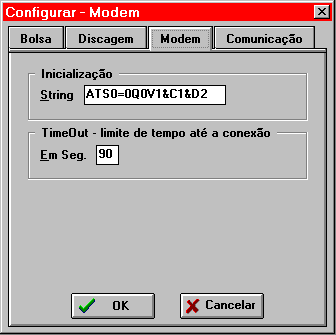 Configurar - Modem
Bolsa Discagem Modem Comunicação
Inicialização
String ATS0=0Q0V1&C1&D2
TimeOut - limite de tempo até a conexão
Em Seg. 90
OK Cancelar